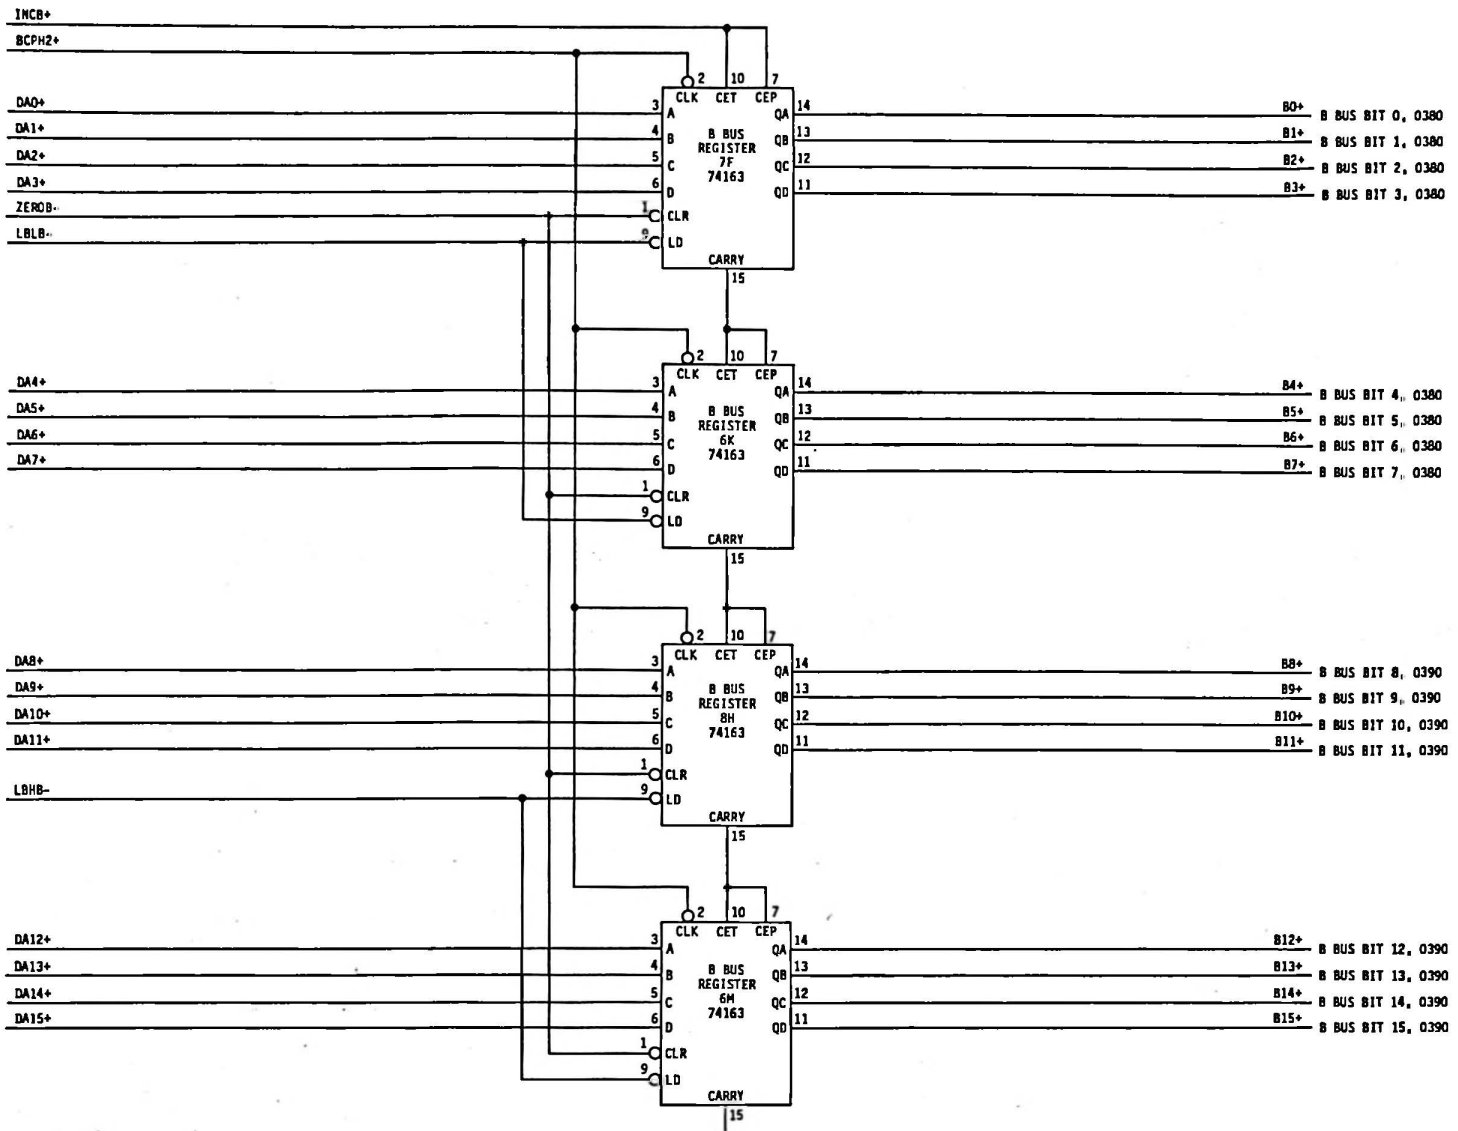 INCB+
BCPH2+
2 10 7
CLK CET CEP
DA0+ 3 A QA 14 B0+ B BUS BIT 0, 0380
DA1+ 4 B B BUS QB 13 B1+ B BUS BIT 1, 0380
REGISTER
DA2+ 5 C 7F QC 12 B2+ B BUS BIT 2, 0380
74163
DA3+ 6 D QD 11 B3+ B BUS BIT 3, 0380
ZEROB- 1 CLR
LBLB- 9 LD
CARRY
15
2 10 7
CLK CET CEP
DA4+ 3 A QA 14 B4+ B BUS BIT 4, 0380
DA5+ 4 B B BUS QB 13 B5+ B BUS BIT 5, 0380
REGISTER
DA6+ 5 C 6K QC 12 B6+ B BUS BIT 6, 0380
74163
DA7+ 6 D QD 11 B7+ B BUS BIT 7, 0380
1 CLR
9 LD
CARRY
15
2 10 7
CLK CET CEP
DA8+ 3 A QA 14 B8+ B BUS BIT 8, 0390
DA9+ 4 B B BUS QB 13 B9+ B BUS BIT 9, 0390
REGISTER
DA10+ 5 C 8H QC 12 B10+ B BUS BIT 10, 0390
74163
DA11+ 6 D QD 11 B11+ B BUS BIT 11, 0390
1 CLR
LBHB- 9 LD
CARRY
15
2 10 7
CLK CET CEP
DA12+ 3 A QA 14 B12+ B BUS BIT 12, 0390
DA13+ 4 B B BUS QB 13 B13+ B BUS BIT 13, 0390
REGISTER
DA14+ 5 C 6M QC 12 B14+ B BUS BIT 14, 0390
74163
DA15+ 6 D QD 11 B15+ B BUS BIT 15, 0390
1 CLR
9 LD
CARRY
15